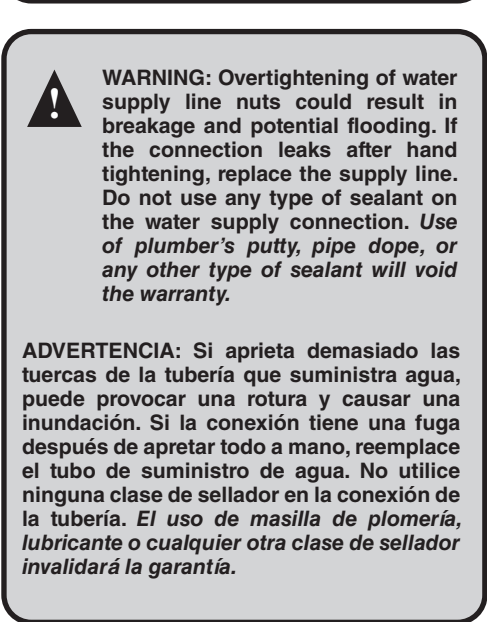 WARNING: Overtightening of water
supply line nuts could result in
breakage and potential flooding. If
the connection leaks after hand
tightening, replace the supply line.
Do not use any type of sealant on
the water supply connection. Use
of plumber's putty, pipe dope, or
any other type of sealant will void
the warranty.
ADVERTENCIA: Si aprieta demasiado las
tuercas de la tubería que suministra agua,
puede provocar una rotura y causar una
inundación. Si la conexión tiene una fuga
después de apretar todo a mano, reemplace
el tubo de suministro de agua. No utilice
ninguna clase de sellador en la conexión de
la tubería. El uso de masilla de plomería,
lubricante o cualquier otra clase de sellador
invalidará la garantía.